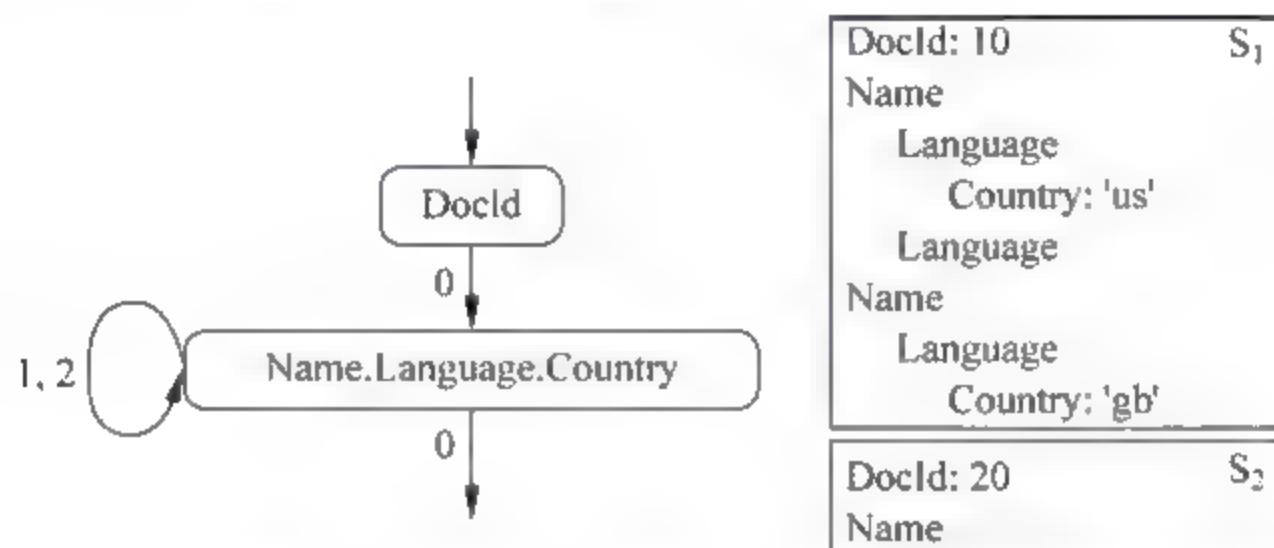 DocId
0
1, 2
Name.Language.Country
0
DocId: 10 S₁
Name
Language
Country: 'us'
Language
Name
Language
Country: 'gb'
DocId: 20 S₂
Name